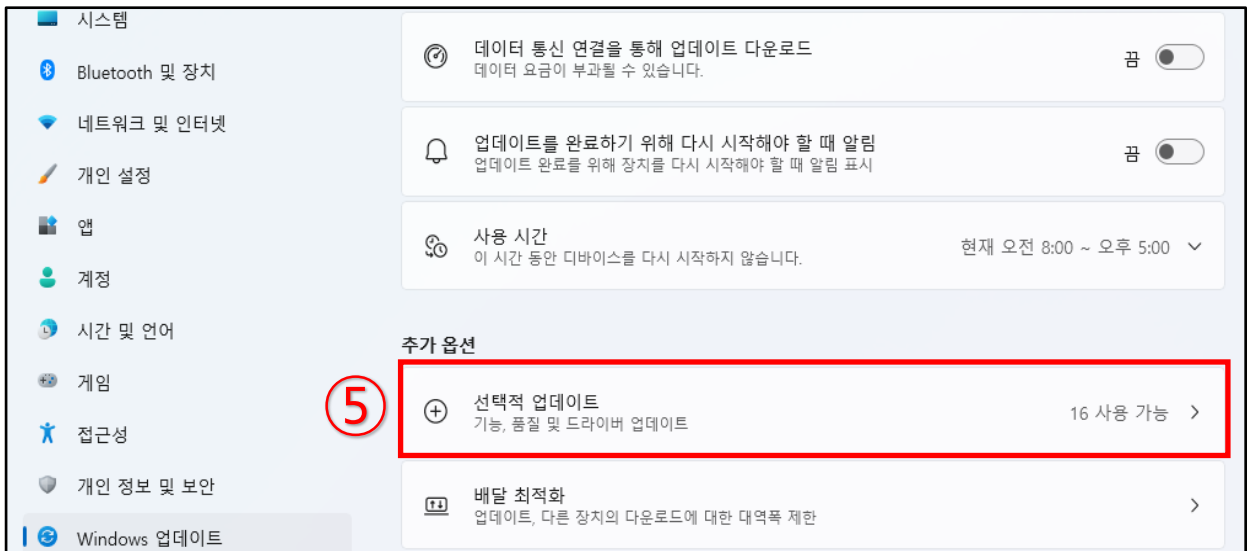 시스템
Bluetooth 및 장치
네트워크 및 인터넷
개인 설정
앱
계정
시간 및 언어
게임
접근성
개인 정보 및 보안
Windows 업데이트
데이터 통신 연결을 통해 업데이트 다운로드
데이터 요금이 부과될 수 있습니다.
끔
업데이트를 완료하기 위해 다시 시작해야 할 때 알림
업데이트 완료를 위해 장치를 다시 시작해야 할 때 알림 표시
끔
사용 시간
이 시간 동안 디바이스를 다시 시작하지 않습니다.
현재 오전 8:00 ~ 오후 5:00
추가 옵션
⑤
선택적 업데이트
기능, 품질 및 드라이버 업데이트
16 사용 가능
배달 최적화
업데이트, 다른 장치의 다운로드에 대한 대역폭 제한